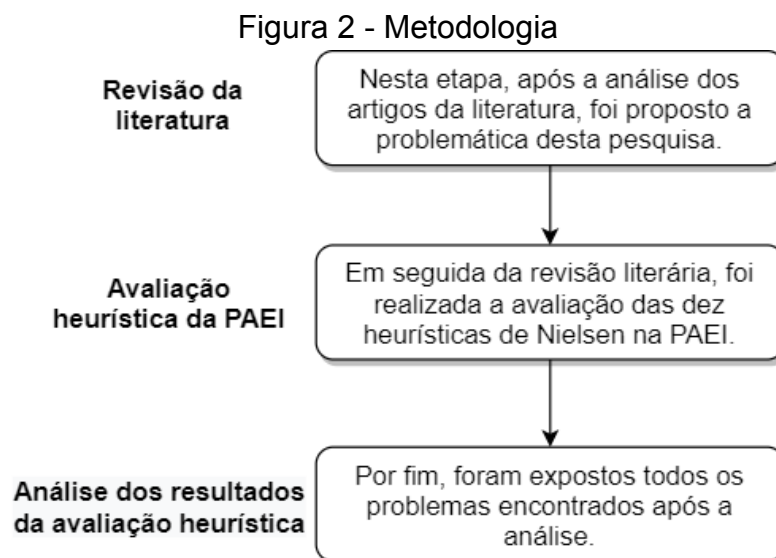 Figura 2 - Metodologia
Revisão da
literatura
Nesta etapa, após a análise dos
artigos da literatura, foi proposto a
problemática desta pesquisa.
Avaliação
heurística da PAEI
Em seguida da revisão literária, foi
realizada a avaliação das dez
heurísticas de Nielsen na PAEI.
Análise dos resultados
da avaliação heurística
Por fim, foram expostos todos os
problemas encontrados após a
análise.